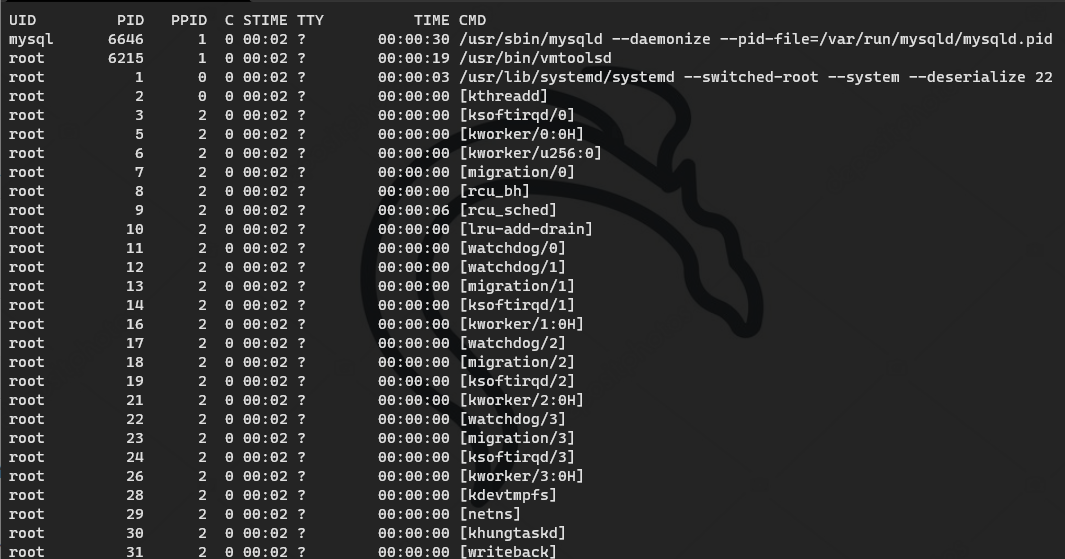 UID PID PPID C STIME TTY TIME CMD
mysql 6646 1 0 00:02 ? 00:00:30 /usr/sbin/mysqld --daemonize --pid-file=/var/run/mysqld/mysqld.pid
root 6215 1 0 00:02 ? 00:00:19 /usr/bin/vmtoolsd
root 1 0 0 00:02 ? 00:00:03 /usr/lib/systemd/systemd --switched-root --system --deserialize 22
root 2 0 0 00:02 ? 00:00:00 [kthreadd]
root 3 2 0 00:02 ? 00:00:00 [ksoftirqd/0]
root 5 2 0 00:02 ? 00:00:00 [kworker/0:0H]
root 6 2 0 00:02 ? 00:00:00 [kworker/u256:0]
root 7 2 0 00:02 ? 00:00:00 [migration/0]
root 8 2 0 00:02 ? 00:00:00 [rcu_bh]
root 9 2 0 00:02 ? 00:00:06 [rcu_sched]
root 10 2 0 00:02 ? 00:00:00 [lru-add-drain]
root 11 2 0 00:02 ? 00:00:00 [watchdog/0]
root 12 2 0 00:02 ? 00:00:00 [watchdog/1]
root 13 2 0 00:02 ? 00:00:00 [migration/1]
root 14 2 0 00:02 ? 00:00:00 [ksoftirqd/1]
root 16 2 0 00:02 ? 00:00:00 [kworker/1:0H]
root 17 2 0 00:02 ? 00:00:00 [watchdog/2]
root 18 2 0 00:02 ? 00:00:00 [migration/2]
root 19 2 0 00:02 ? 00:00:00 [ksoftirqd/2]
root 21 2 0 00:02 ? 00:00:00 [kworker/2:0H]
root 22 2 0 00:02 ? 00:00:00 [watchdog/3]
root 23 2 0 00:02 ? 00:00:00 [migration/3]
root 24 2 0 00:02 ? 00:00:00 [ksoftirqd/3]
root 26 2 0 00:02 ? 00:00:00 [kworker/3:0H]
root 28 2 0 00:02 ? 00:00:00 [kdevtmpfs]
root 29 2 0 00:02 ? 00:00:00 [netns]
root 30 2 0 00:02 ? 00:00:00 [khungtaskd]
root 31 2 0 00:02 ? 00:00:00 [writeback]